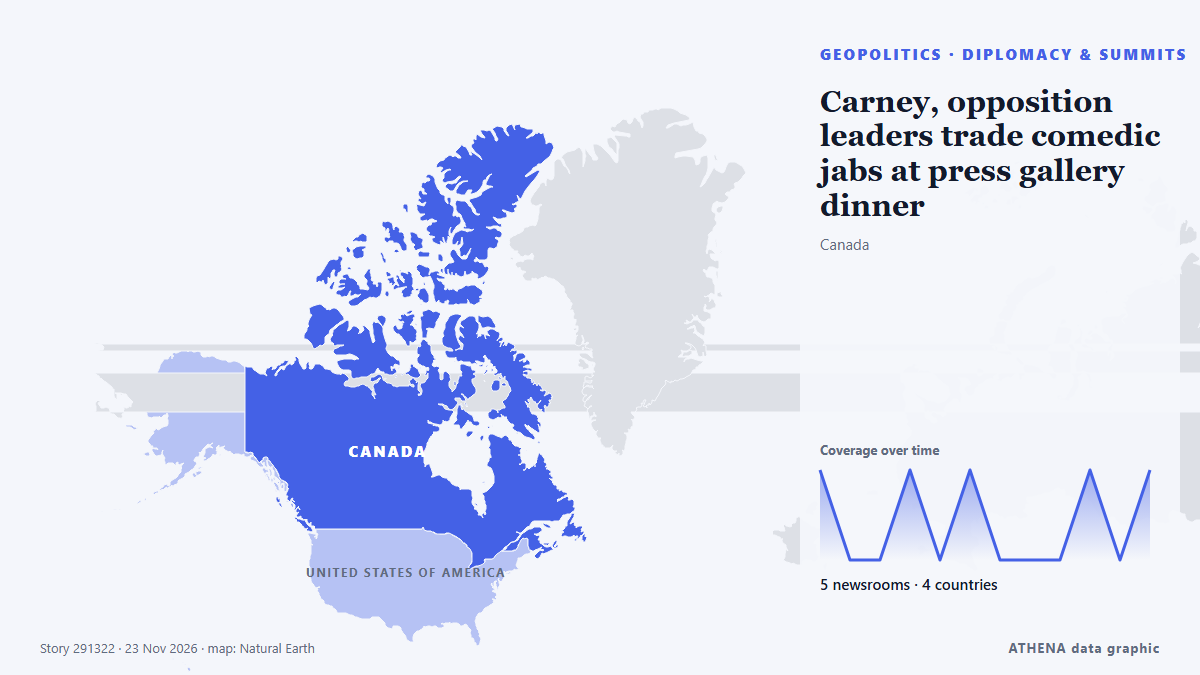 GEOPOLITICS · DIPLOMACY & SUMMITS
Carney, opposition
leaders trade comedic
jabs at press gallery
dinner
Canada
CANADA
UNITED STATES OF AMERICA
Coverage over time
5 newsrooms · 4 countries
Story 291322 · 23 Nov 2026 · map: Natural Earth
ATHENA data graphic